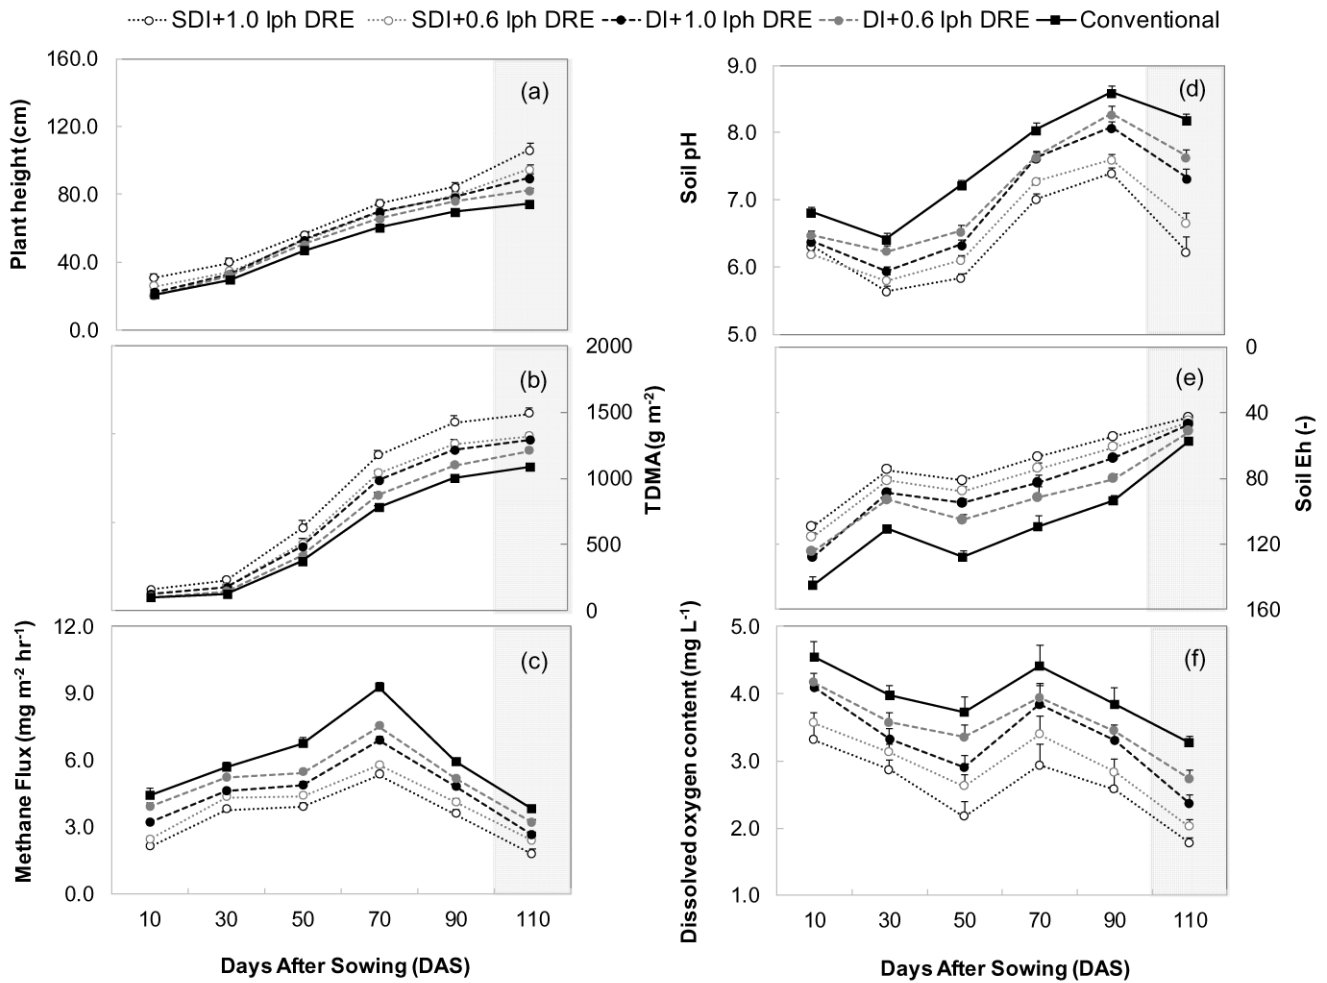 SDI+1.0 lph DRE SDI+0.6 lph DRE DI+1.0 lph DRE DI+0.6 lph DRE Conventional
Plant height (cm)
160.0
120.0
80.0
40.0
0.0
(a)
Soil pH
9.0
8.0
7.0
6.0
5.0
(d)
(b)
2000
1500
1000
500
0
TDMA(g m-2)
(e)
0
40
80
120
160
Soil Eh (-)
Methane Flux (mg m-2 hr-1)
12.0
9.0
6.0
3.0
0.0
(c)
10 30 50 70 90 110
Days After Sowing (DAS)
Dissolved oxygen content (mg L-1)
5.0
4.0
3.0
2.0
1.0
(f)
10 30 50 70 90 110
Days After Sowing (DAS)